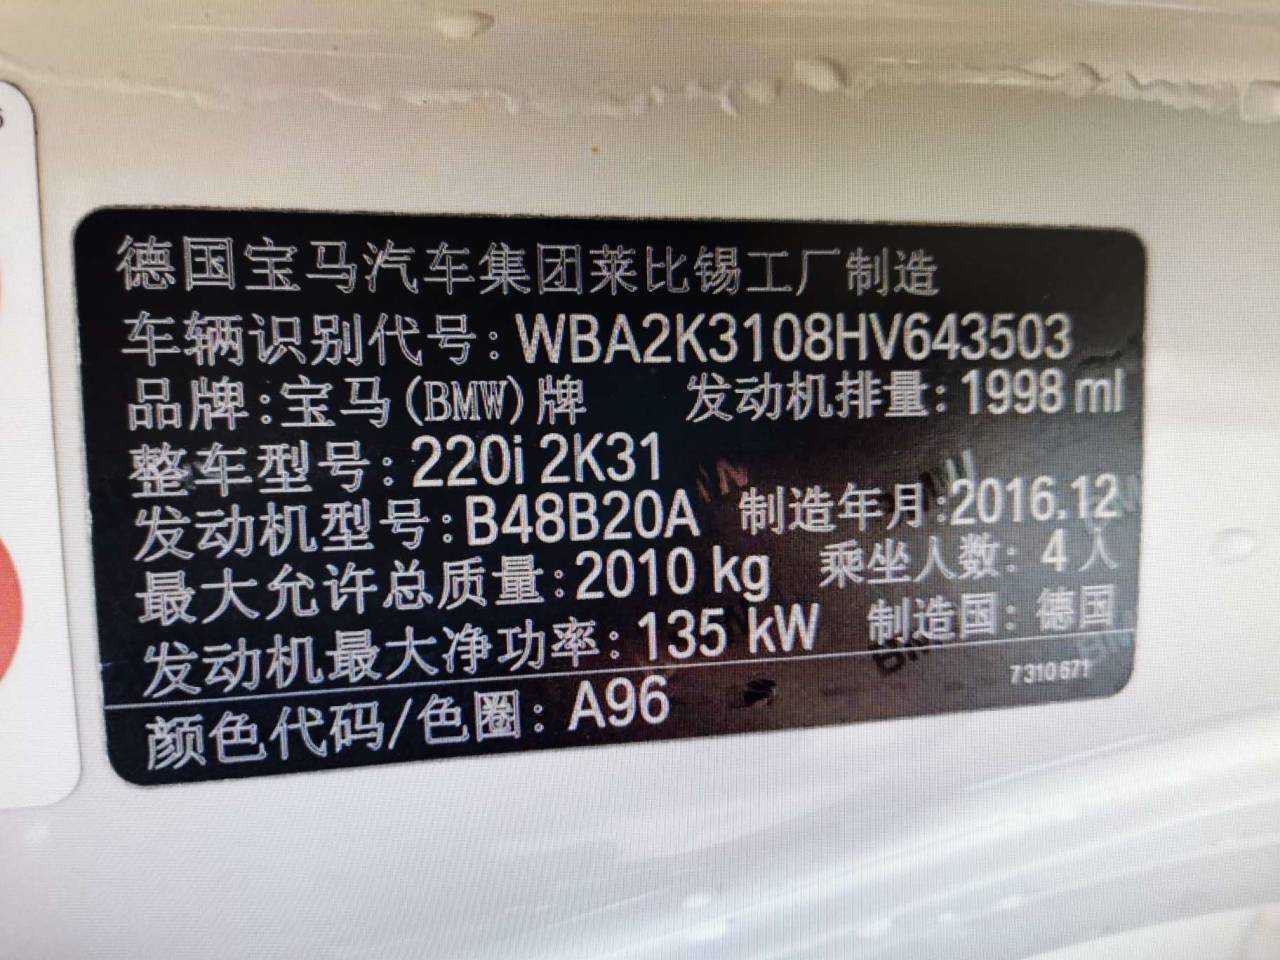 德国宝马汽车集团莱比锡工厂制造
车辆识别代号: WBA2K3108HV643503
品牌: 宝马(BMW)牌 发动机排量: 1998 ml
整车型号: 220i 2K31
发动机型号: B48B20A 制造年月: 2016.12
最大允许总质量: 2010 kg 乘坐人数: 4人
发动机最大净功率: 135 kW 制造国: 德国
7310671
颜色代码/色圈: A96